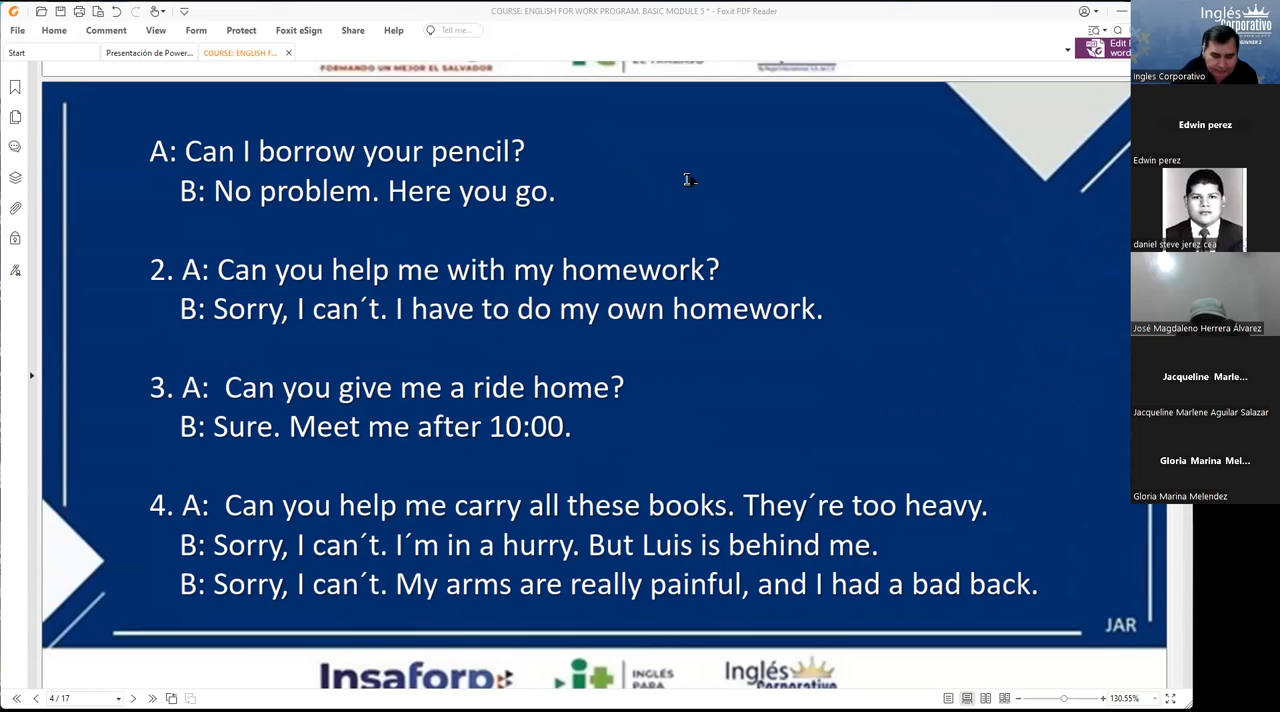 COURSE: ENGLISH FOR WORK PROGRAM. BASIC MODULE 5 * - Foxit PDF Reader
File Home Comment View Form Protect Foxit eSign Share Help Tell me...
Start Presentación de Power... COURSE: ENGLISH F...
Edit
word
FORMANDO UN MEJOR EL SALVADOR
A: Can I borrow your pencil?
B: No problem. Here you go.
2. A: Can you help me with my homework?
B: Sorry, I can´t. I have to do my own homework.
3. A: Can you give me a ride home?
B: Sure. Meet me after 10:00.
4. A: Can you help me carry all these books. They´re too heavy.
B: Sorry, I can´t. I´m in a hurry. But Luis is behind me.
B: Sorry, I can´t. My arms are really painful, and I had a bad back.
JAR
Insaforp
INGLÉS
PARA
Inglés
Corporativo
4 / 17
130.55%
Inglés
Corporativo
Ingles Corporativo
Edwin perez
Edwin perez
daniel steve jerez cea
José Magdaleno Herrera Álvarez
Jacqueline Marle...
Jacqueline Marlene Aguilar Salazar
Gloria Marina Mel...
Gloria Marina Melendez